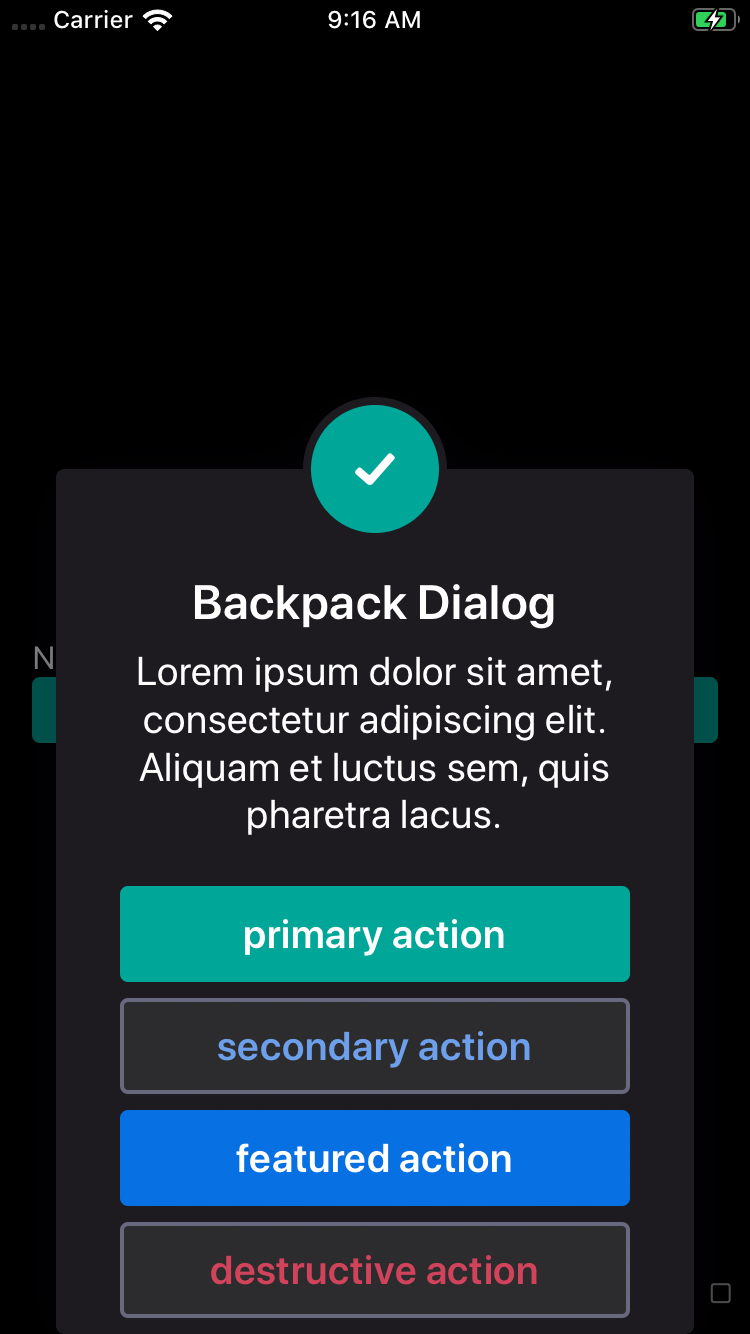 Carrier 9:16 AM
Backpack Dialog
Lorem ipsum dolor sit amet,
consectetur adipiscing elit.
Aliquam et luctus sem, quis
pharetra lacus.
primary action
secondary action
featured action
destructive action